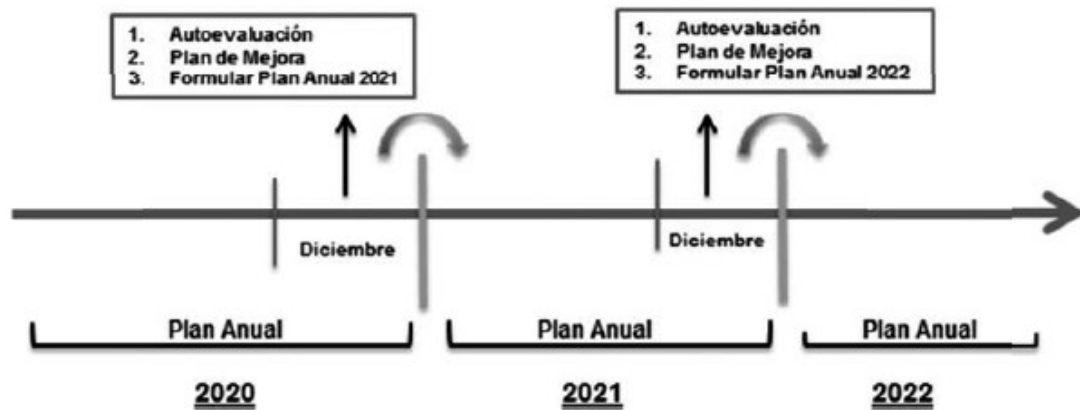 1. Autoevaluación
2. Plan de Mejora
3. Formular Plan Anual 2021
1. Autoevaluación
2. Plan de Mejora
3. Formular Plan Anual 2022
Diciembre
Diciembre
Plan Anual
Plan Anual
Plan Anual
2020
2021
2022